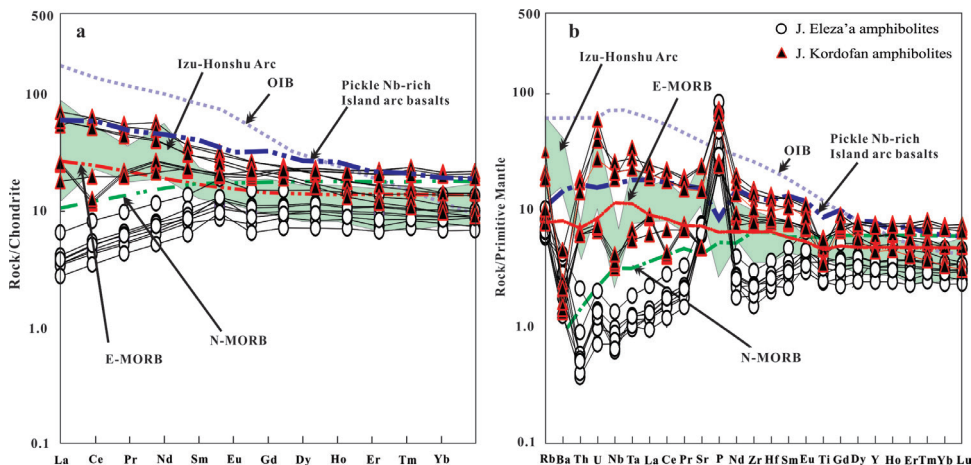 500
100
10
1.0
0.1
Rock/Chondrite
a
Izu-Honshu Arc
OIB
Pickle Nb-rich
Island arc basalts
N-MORB
E-MORB
La Ce Pr Nd Sm Eu Gd Dy Ho Er Tm Yb
500
100
10
1.0
0.1
Rock/Primitive Mantle
b
J. Eleza'a amphibolites
J. Kordofan amphibolites
Izu-Honshu Arc
E-MORB
OIB
Pickle Nb-rich
Island arc basalts
N-MORB
Rb Ba Th U Nb Ta La Ce Pr Sr P Nd Zr Hf Sm Eu Ti Gd Dy Y Ho Er Tm Yb Lu